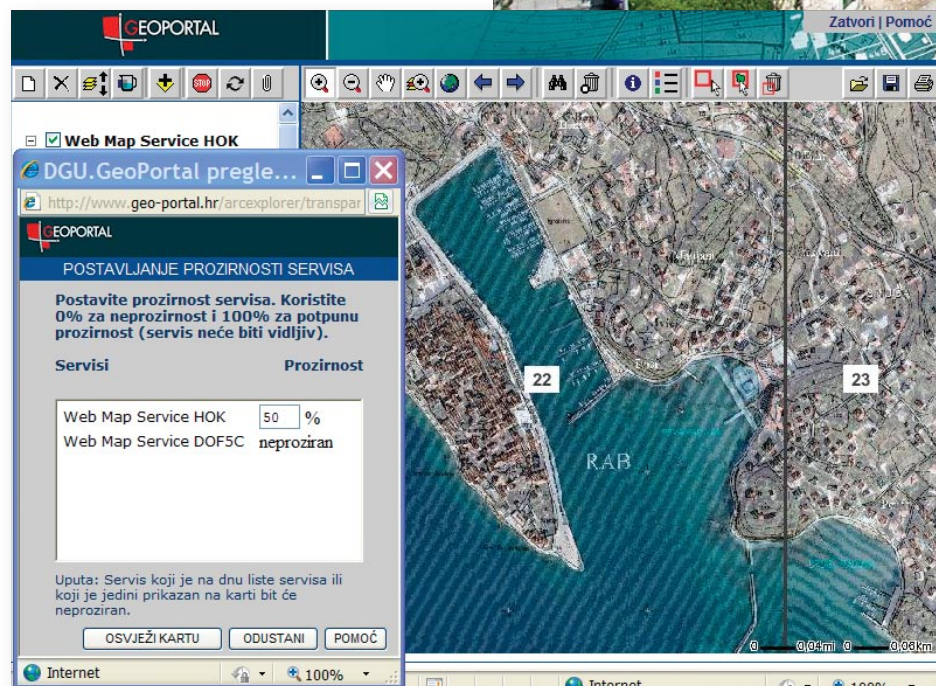 GEOPORTAL
Zatvori | Pomoć
STOP
Web Map Service HOK
DGU.GeoPortal pregle...
http://www.geo-portal.hr/arcexplorer/transpar
GEOPORTAL
POSTAVLJANJE PROZIRNOSTI SERVISA
Postavite prozirnost servisa. Koristite
0% za neprozirnost i 100% za potpunu
prozirnost (servis neće biti vidljiv).
Servisi Prozirnost
Web Map Service HOK 50 %
Web Map Service DOF5C neproziran
Uputa: Servis koji je na dnu liste servisa ili
koji je jedini prikazan na karti bit će
neproziran.
OSVJEŽI KARTU ODUSTANI POMOĆ
Internet 100%
22
23
RAB
0 0,04mi 0 0,08km
Internet 100%